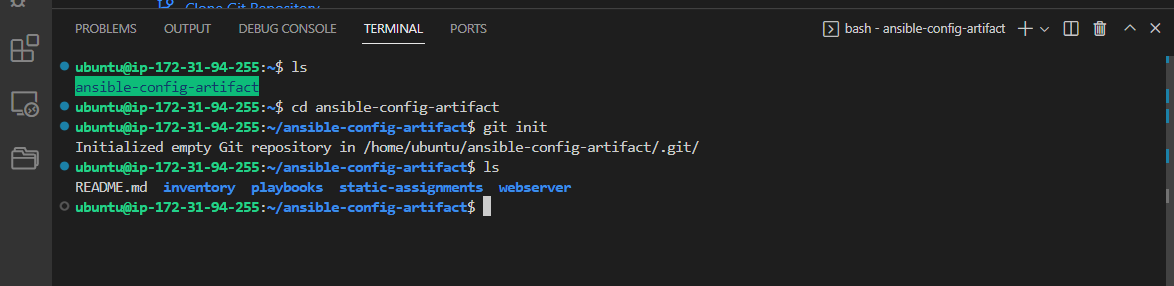 Clone Git Repository
PROBLEMS OUTPUT DEBUG CONSOLE TERMINAL PORTS bash - ansible-config-artifact
ubuntu@ip-172-31-94-255:~$ ls
ansible-config-artifact
ubuntu@ip-172-31-94-255:~$ cd ansible-config-artifact
ubuntu@ip-172-31-94-255:~/ansible-config-artifact$ git init
Initialized empty Git repository in /home/ubuntu/ansible-config-artifact/.git/
ubuntu@ip-172-31-94-255:~/ansible-config-artifact$ ls
README.md inventory playbooks static-assignments webserver
ubuntu@ip-172-31-94-255:~/ansible-config-artifact$